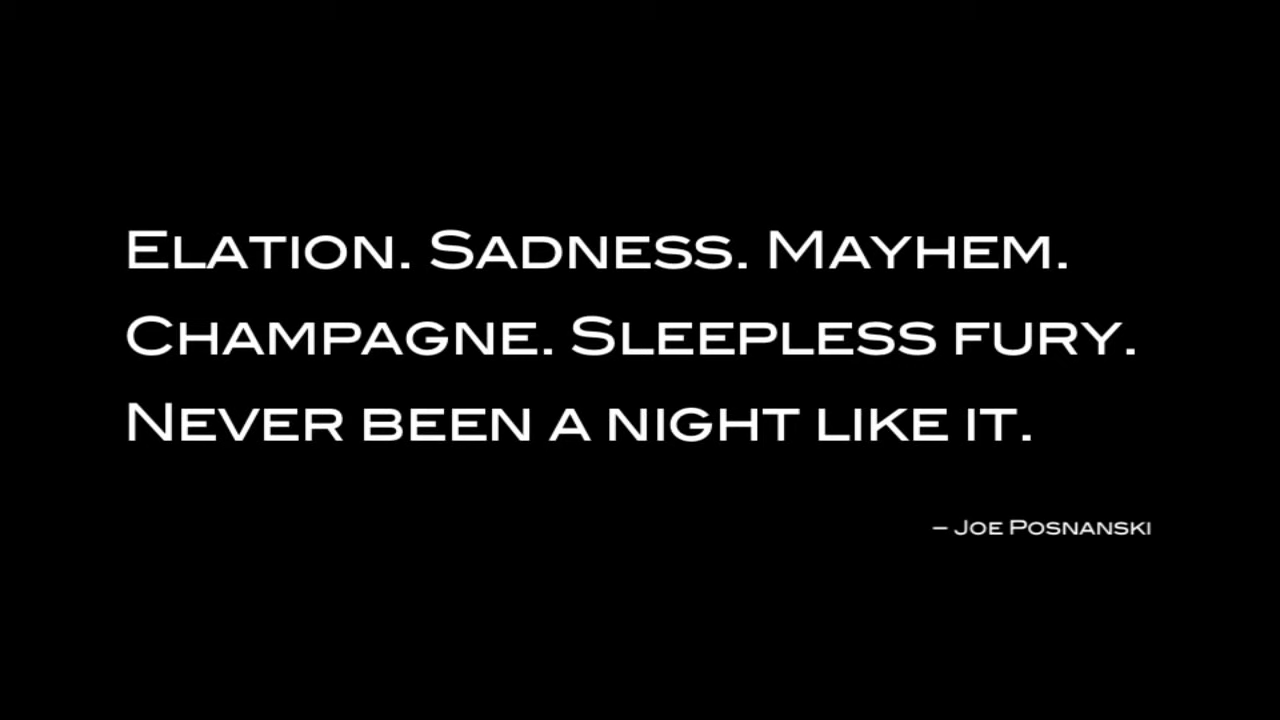 Elation. Sadness. Mayhem.
Champagne. Sleepless fury.
Never been a night like it.
– Joe Posnanski